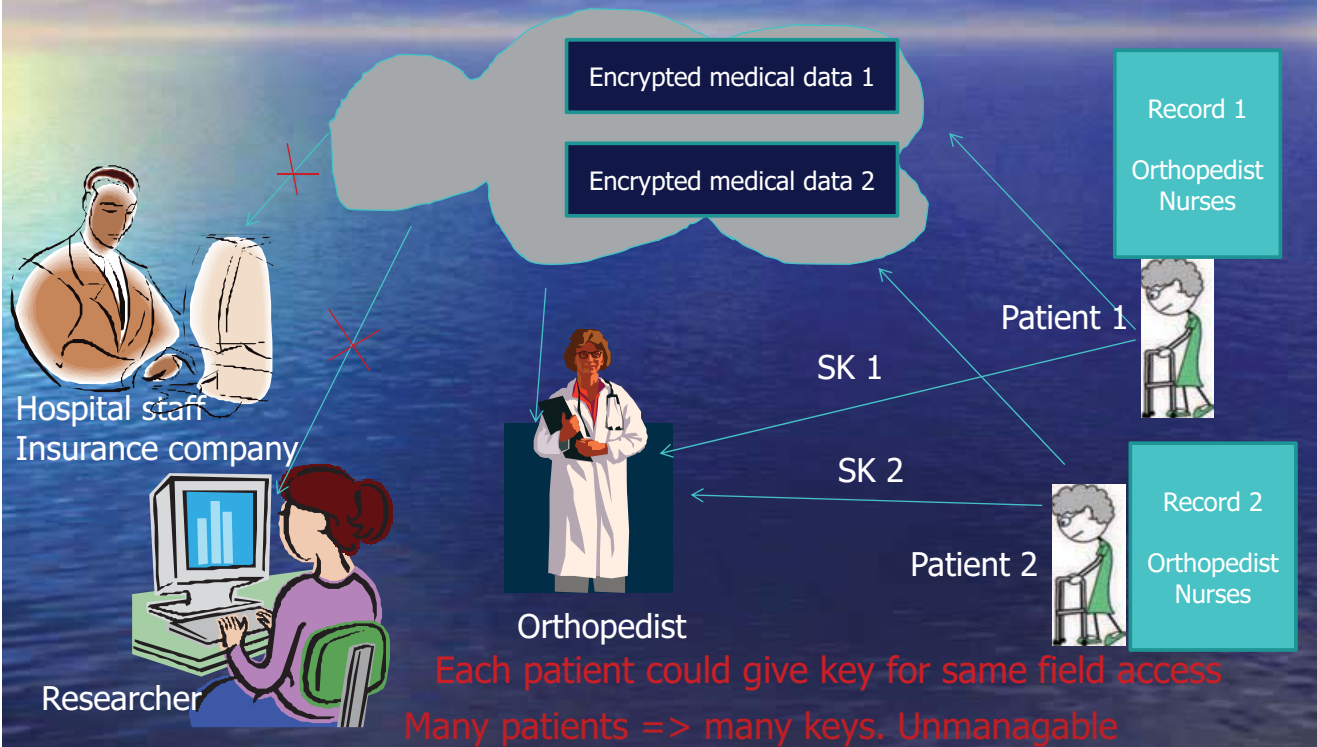 Encrypted medical data 1
Encrypted medical data 2
Record 1
Orthopedist
Nurses
Patient 1
SK 1
Hospital staff
Insurance company
SK 2
Record 2
Orthopedist
Nurses
Patient 2
Orthopedist
Researcher
Each patient could give key for same field access
Many patients => many keys. Unmanagable